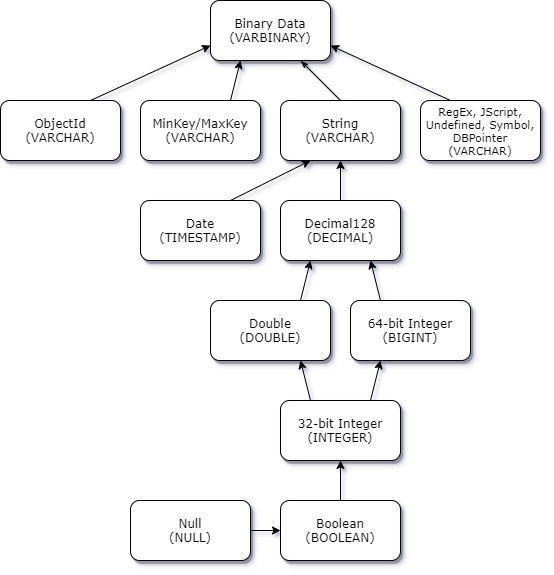 Binary Data
(VARBINARY)
ObjectId
(VARCHAR)
MinKey/MaxKey
(VARCHAR)
String
(VARCHAR)
RegEx, JScript,
Undefined, Symbol,
DBPointer
(VARCHAR)
Date
(TIMESTAMP)
Decimal128
(DECIMAL)
Double
(DOUBLE)
64-bit Integer
(BIGINT)
32-bit Integer
(INTEGER)
Null
(NULL)
Boolean
(BOOLEAN)